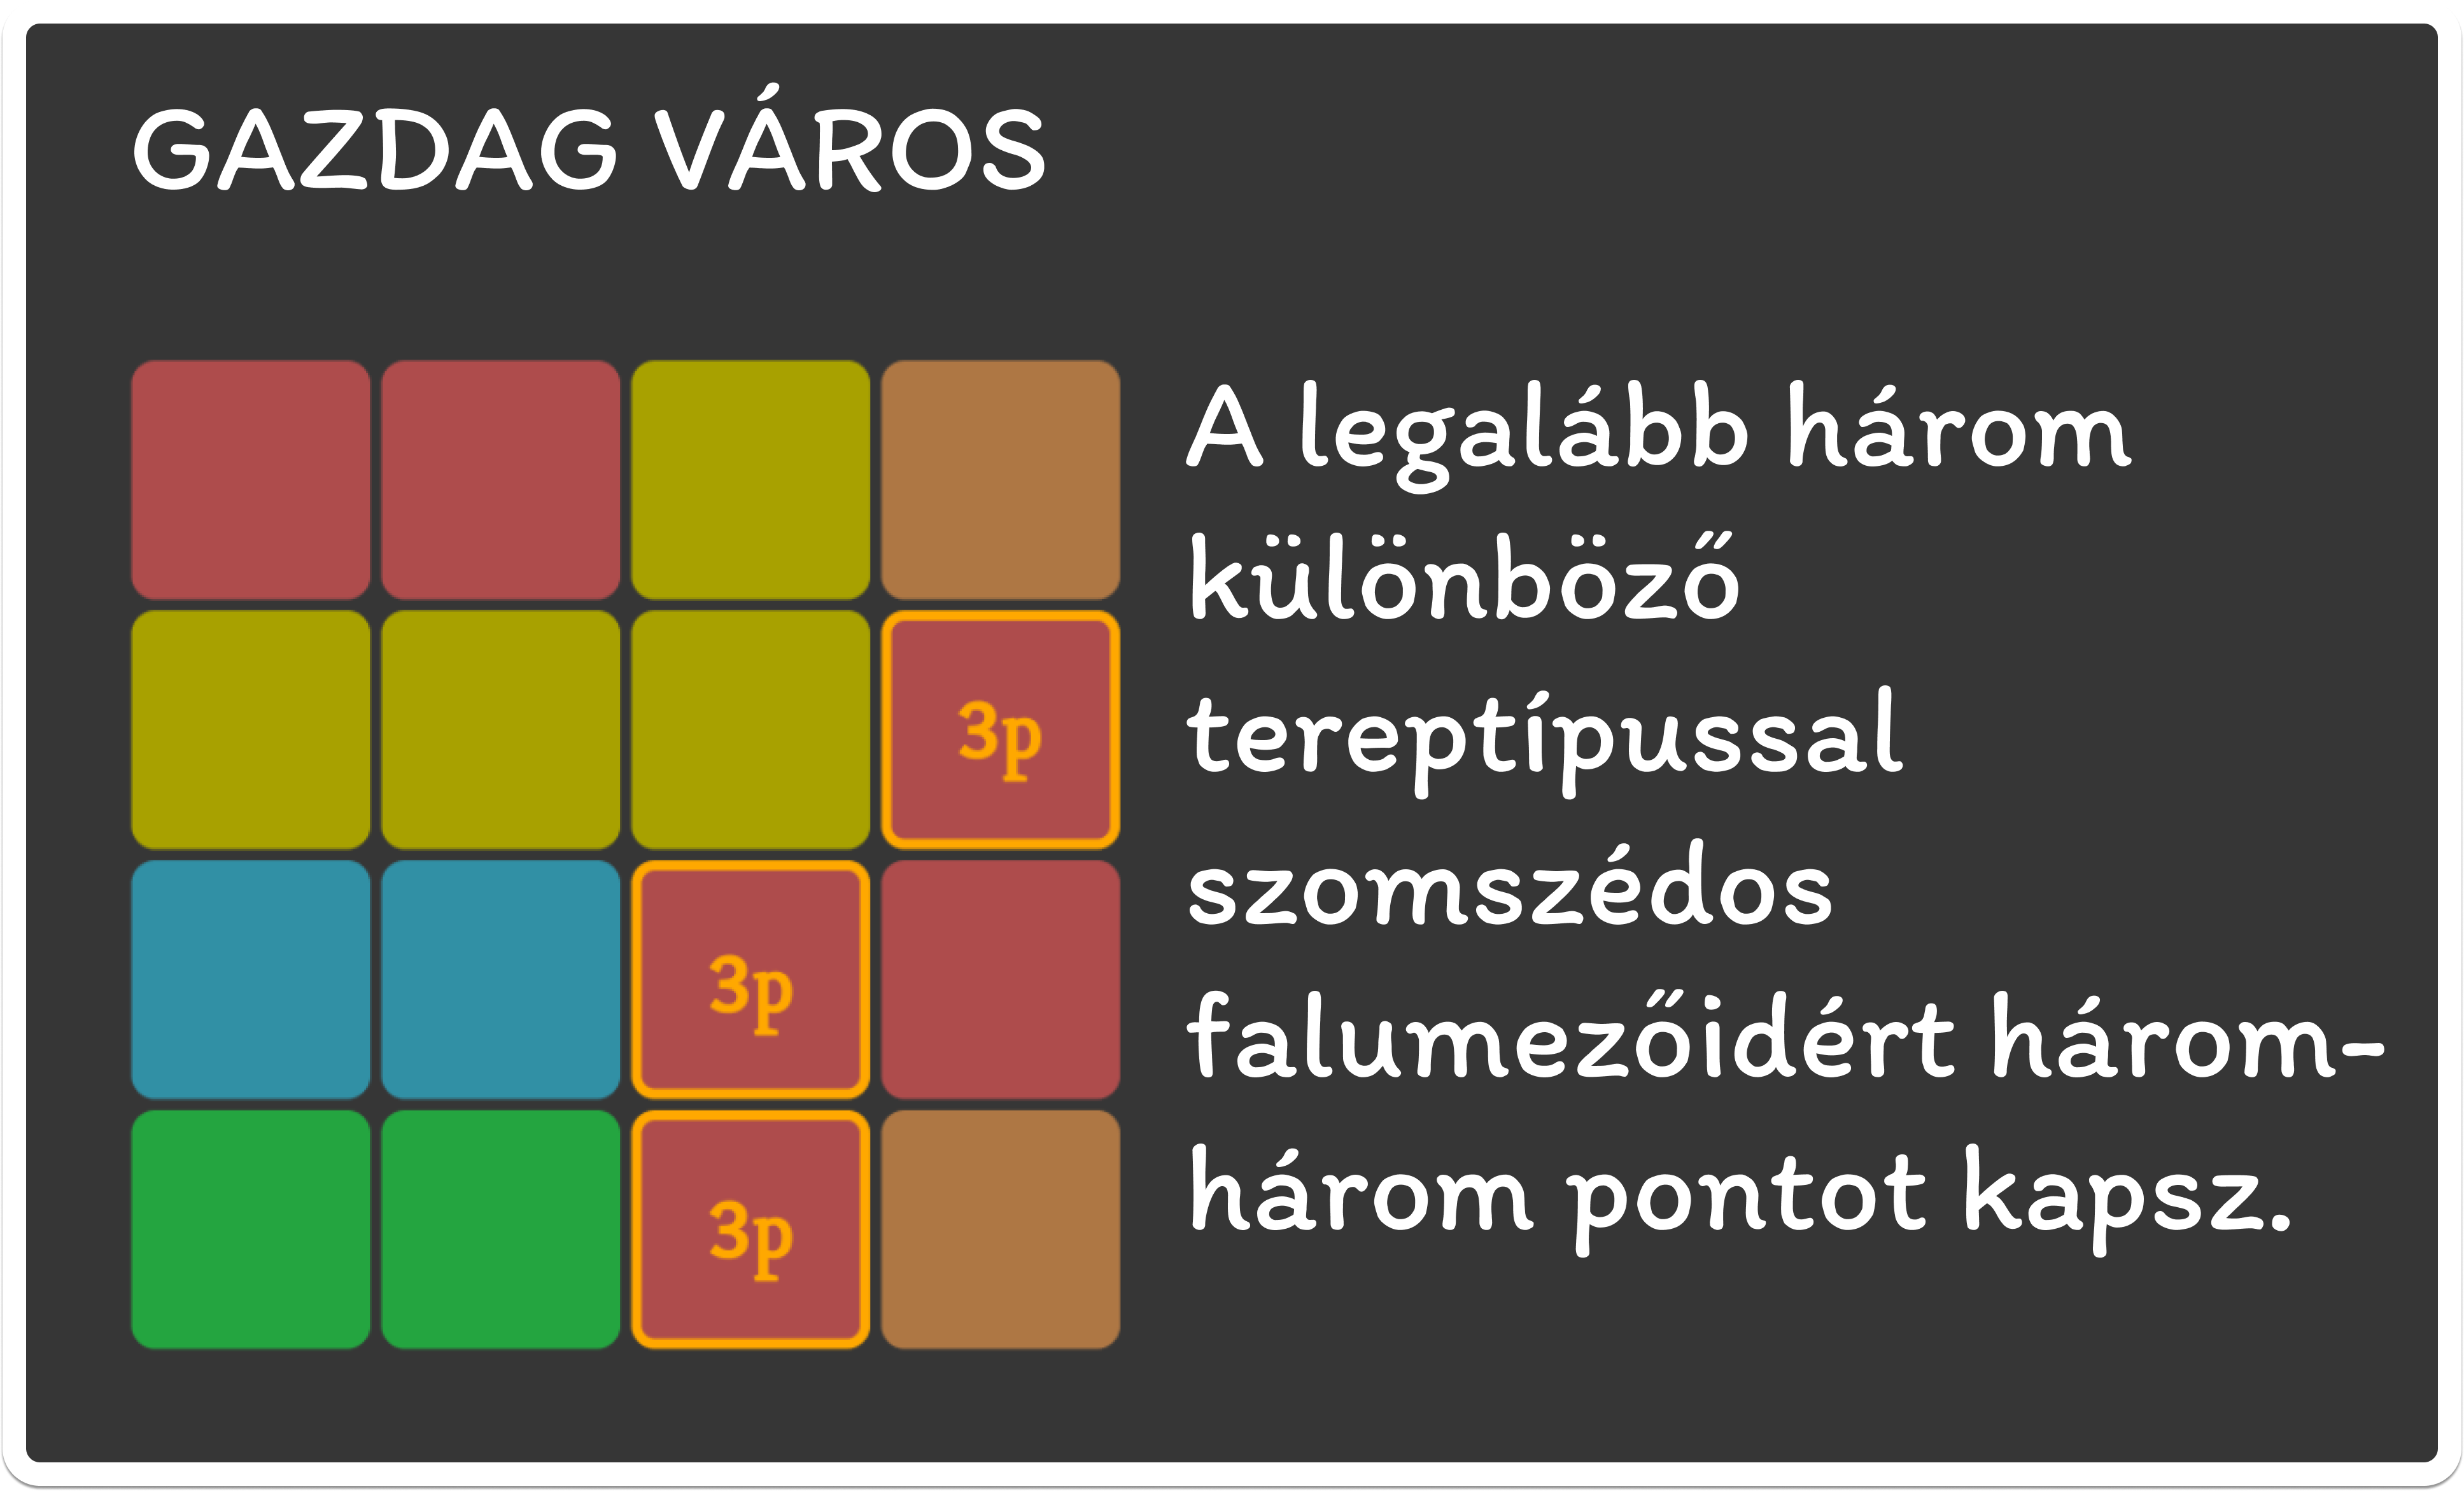 GAZDAG VÁROS
A legalább három
különböző
tereptípussal
szomszédos
falumezőidért három-
három pontot kapsz.
3p
3p
3p